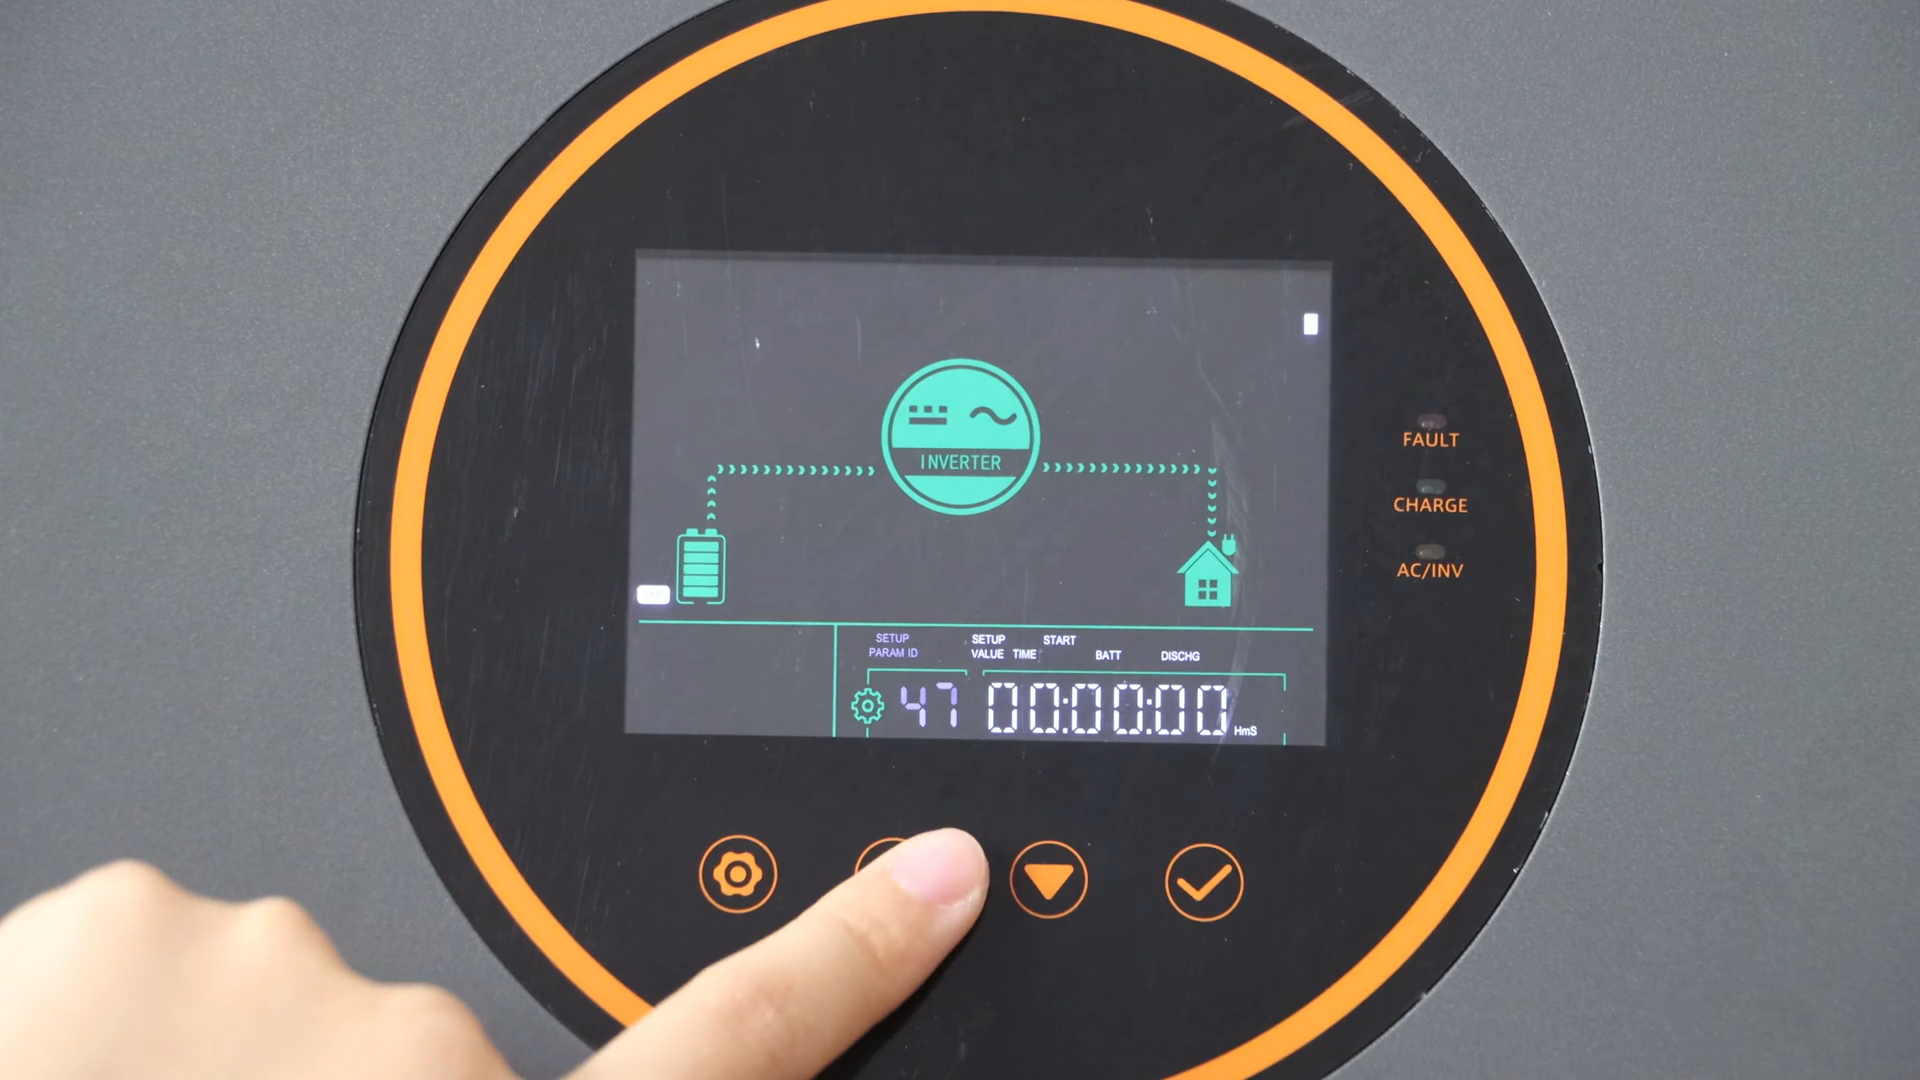 INVERTER
FAULT
CHARGE
AC/INV
SETUP
PARAM ID
SETUP
VALUE
TIME
START
BATT
DISCHG
47
00:00:00
HmS